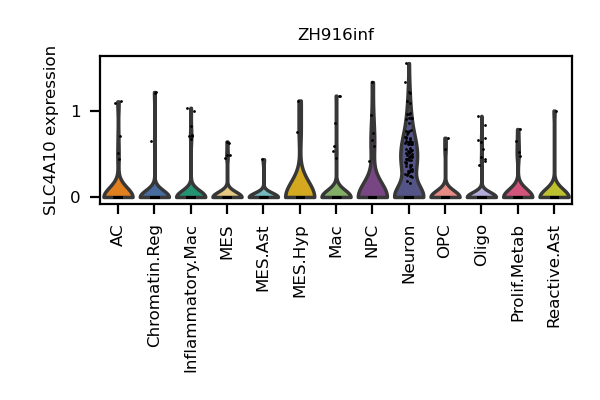 ZH916inf
SLC4A10 expression
1
0
AC
Chromatin.Reg
Inflammatory.Mac
MES
MES.Ast
MES.Hyp
Mac
NPC
Neuron
OPC
Oligo
Prolif.Metab
Reactive.Ast